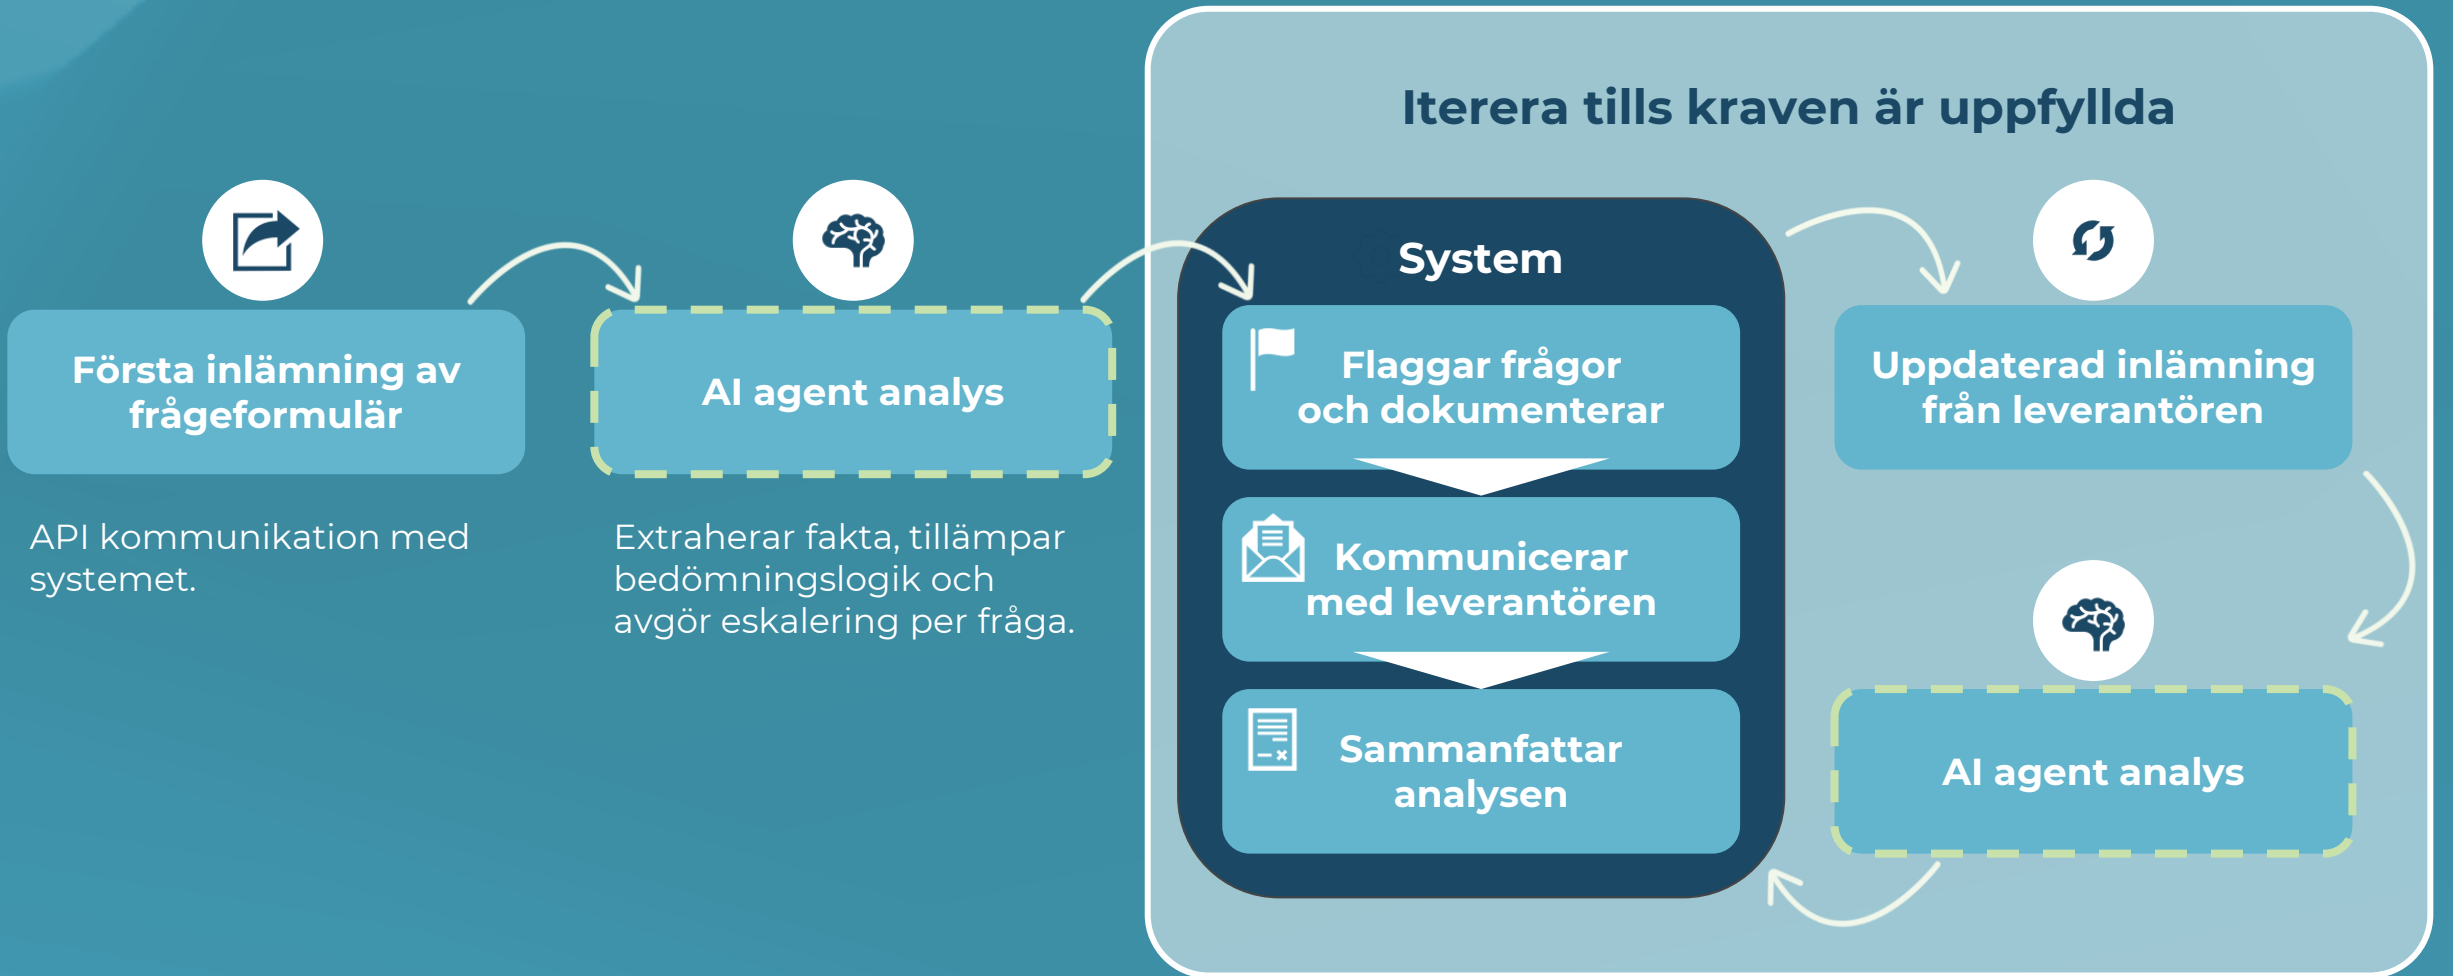 Iterera tills kraven är uppfyllda
Första inlämning av
frågeformulär
API kommunikation med
systemet.
AI agent analys
Extraherar fakta, tillämpar
bedömningslogik och
avgör eskalering per fråga.
System
Flaggar frågor
och dokumenterar
Kommunicerar
med leverantören
Sammanfattar
analysen
Uppdaterad inlämning
från leverantören
AI agent analys